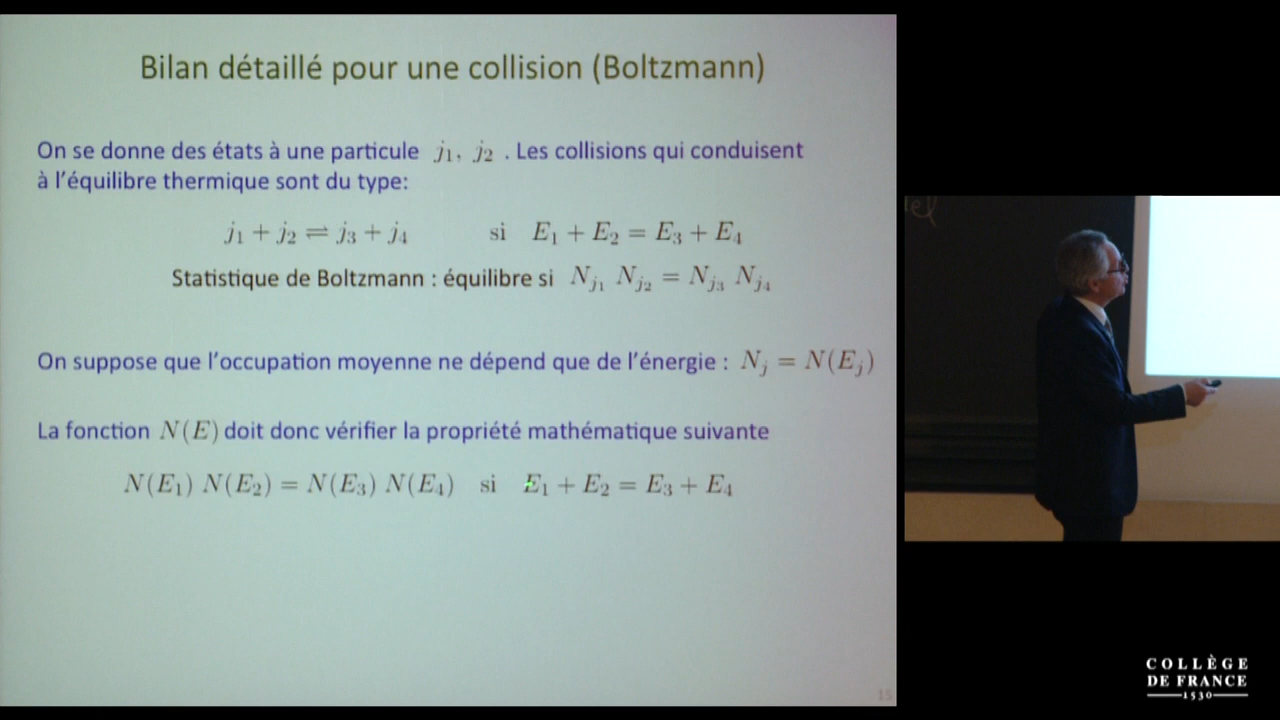 Bilan détaillé pour une collision (Boltzmann)
On se donne des états à une particule j₁, j₂ . Les collisions qui conduisent
à l'équilibre thermique sont du type:
j₁ + j₂ ⇌ j₃ + j₄ si E₁ + E₂ = E₃ + E₄
Statistique de Boltzmann : équilibre si N_{j₁} N_{j₂} = N_{j₃} N_{j₄}
On suppose que l'occupation moyenne ne dépend que de l'énergie : N_j = N(E_j)
La fonction N(E) doit donc vérifier la propriété mathématique suivante
N(E₁) N(E₂) = N(E₃) N(E₄) si E₁ + E₂ = E₃ + E₄
15
COLLÈGE
DE FRANCE
1530